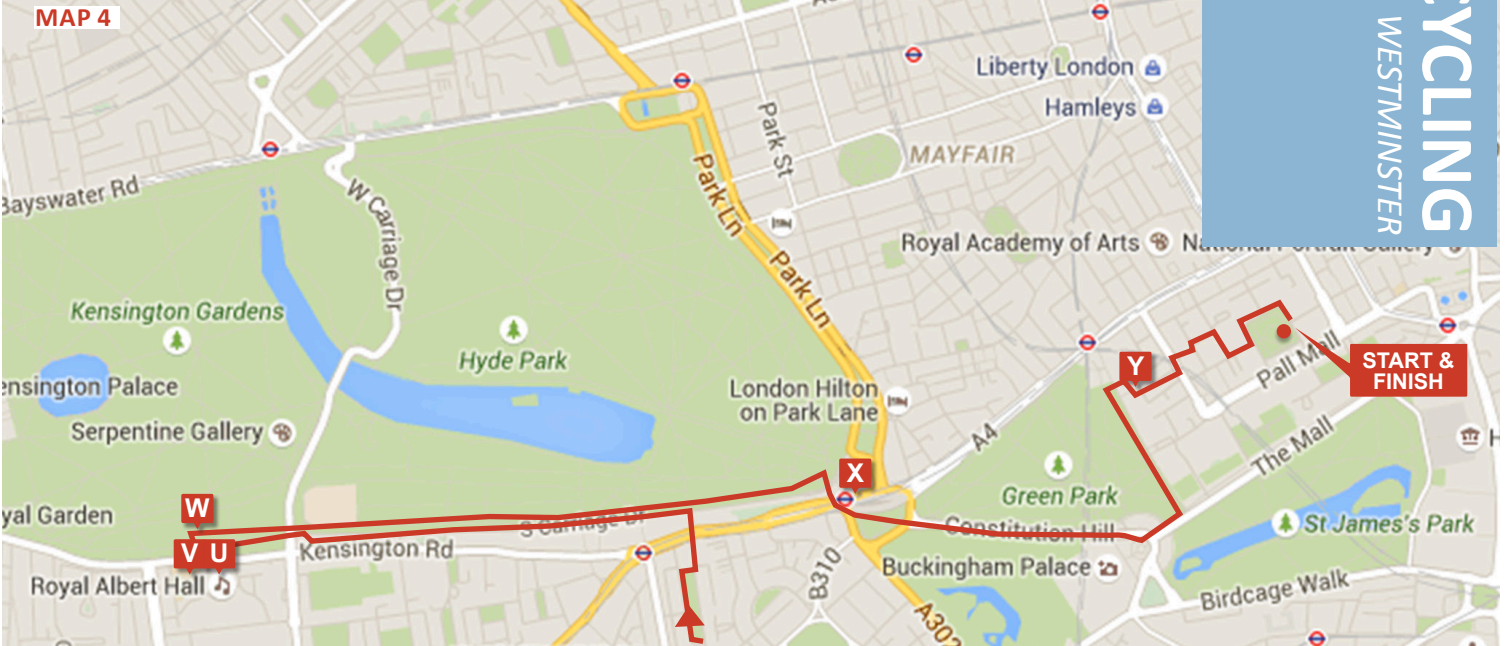 MAP 4
CYCLING
WESTMINSTER
Liberty London
Hamleys
Park St
MAYFAIR
Bayswater Rd
W Carriage Dr
Park Ln
Royal Academy of Arts
National Portrait Gallery
Park Ln
Kensington Gardens
Hyde Park
Pall Mall
START &
FINISH
Y
ensington Palace
London Hilton
on Park Lane
Serpentine Gallery
A4
The Mall
X
Green Park
W
yal Garden
S Carriage Dr
Constitution Hill
St James's Park
V U
Kensington Rd
Royal Albert Hall
B310
Buckingham Palace
Birdcage Walk
A302